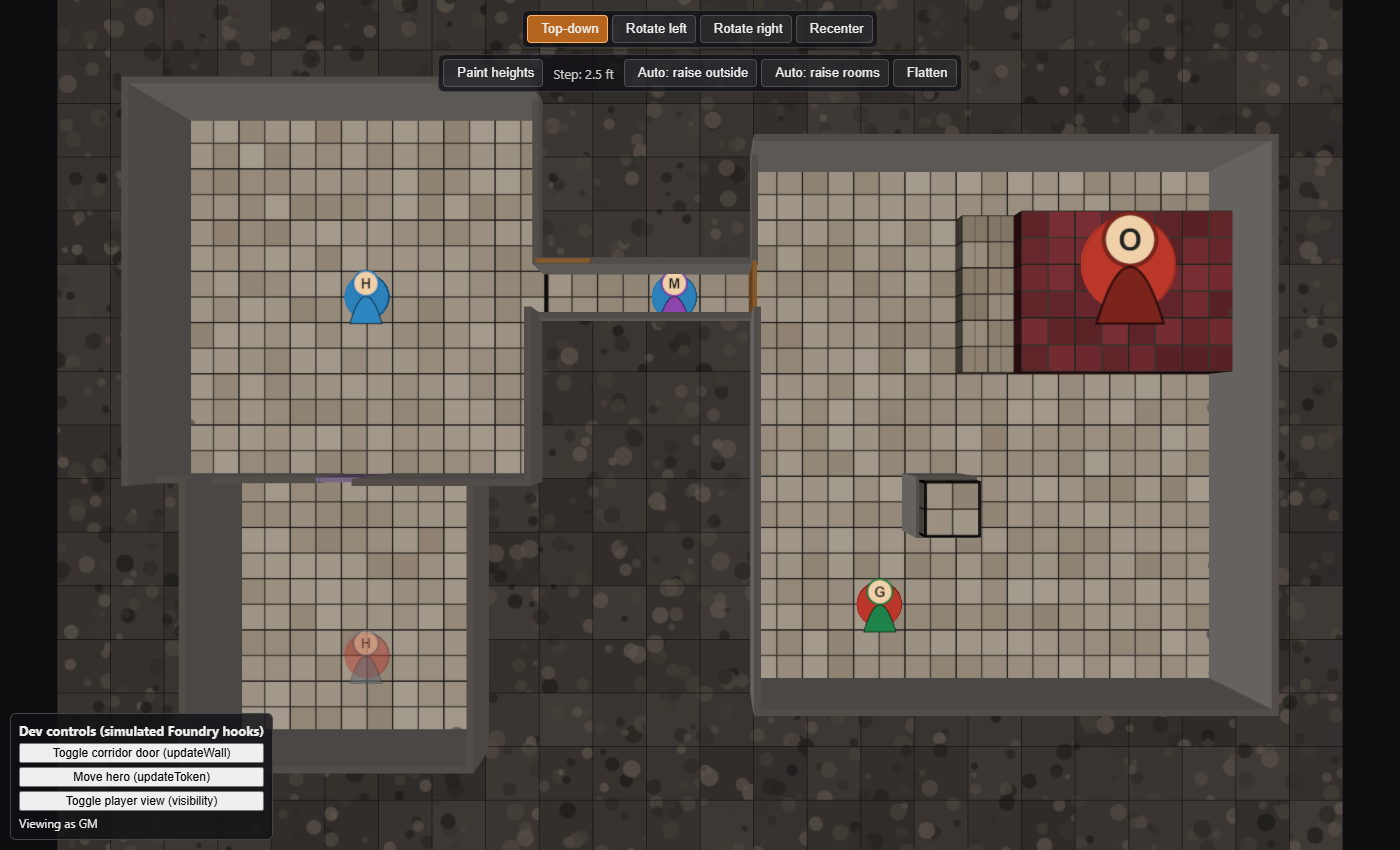 Top-down Rotate left Rotate right Recenter
Paint heights Step: 2.5 ft Auto: raise outside Auto: raise rooms Flatten
O
H M
G
H
Dev controls (simulated Foundry hooks)
Toggle corridor door (updateWall)
Move hero (updateToken)
Toggle player view (visibility)
Viewing as GM